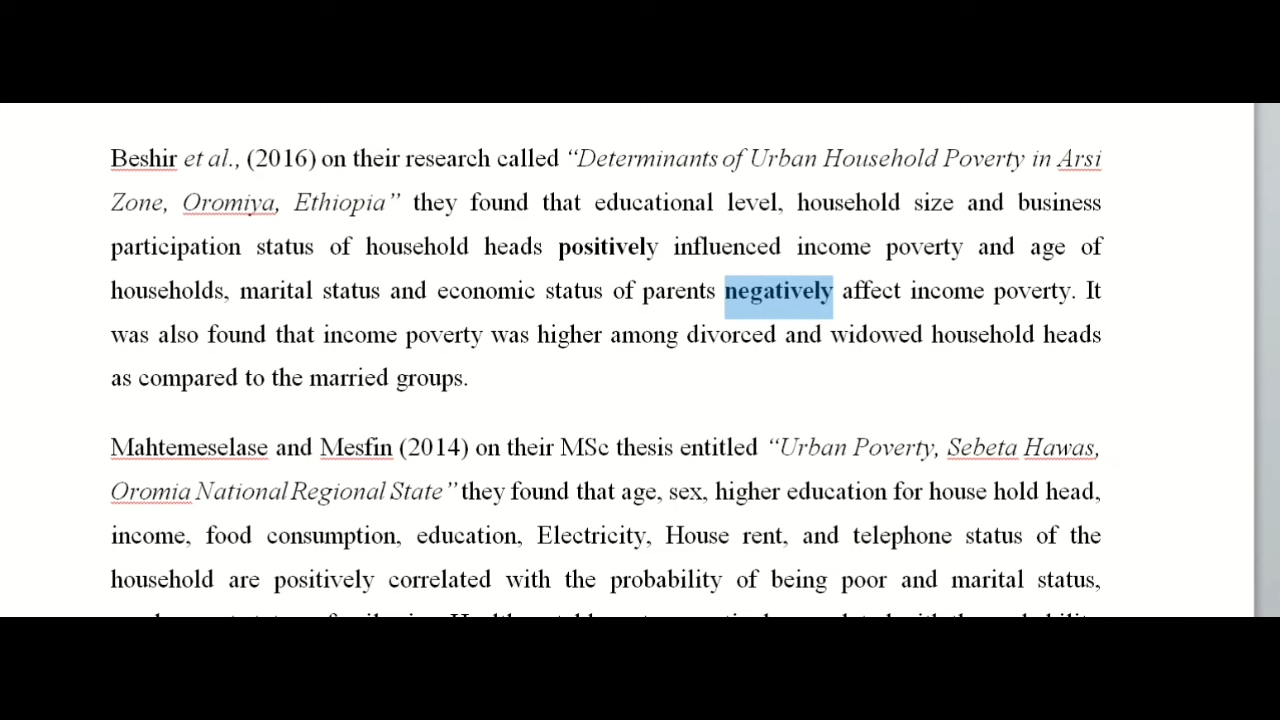 Beshir et al., (2016) on their research called “Determinants of Urban Household Poverty in Arsi
Zone, Oromiya, Ethiopia” they found that educational level, household size and business
participation status of household heads positively influenced income poverty and age of
households, marital status and economic status of parents negatively affect income poverty. It
was also found that income poverty was higher among divorced and widowed household heads
as compared to the married groups.
Mahtemeselase and Mesfin (2014) on their MSc thesis entitled “Urban Poverty, Sebeta Hawas,
Oromia National Regional State” they found that age, sex, higher education for house hold head,
income, food consumption, education, Electricity, House rent, and telephone status of the
household are positively correlated with the probability of being poor and marital status,